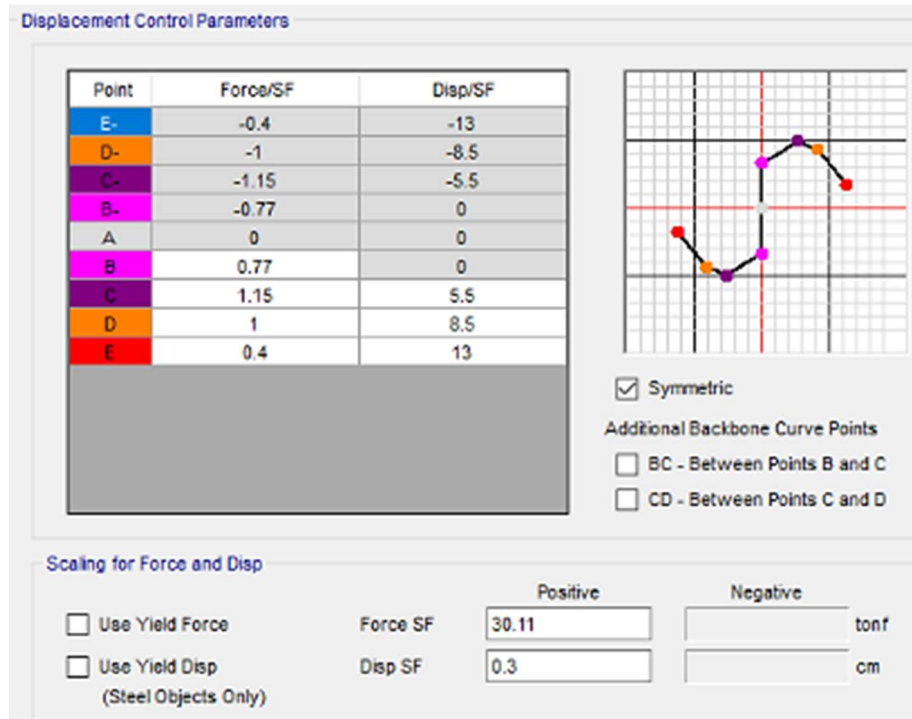 Displacement Control Parameters
Point Force/SF Disp/SF
E- -0.4 -13
D- -1 -8.5
C- -1.15 -5.5
B- -0.77 0
A 0 0
B 0.77 0
C 1.15 5.5
D 1 8.5
E 0.4 13
Symmetric
Additional Backbone Curve Points
BC - Between Points B and C
CD - Between Points C and D
Scaling for Force and Disp
Positive Negative
Use Yield Force Force SF 30.11 tonf
Use Yield Disp Disp SF 0.3 cm
(Steel Objects Only)